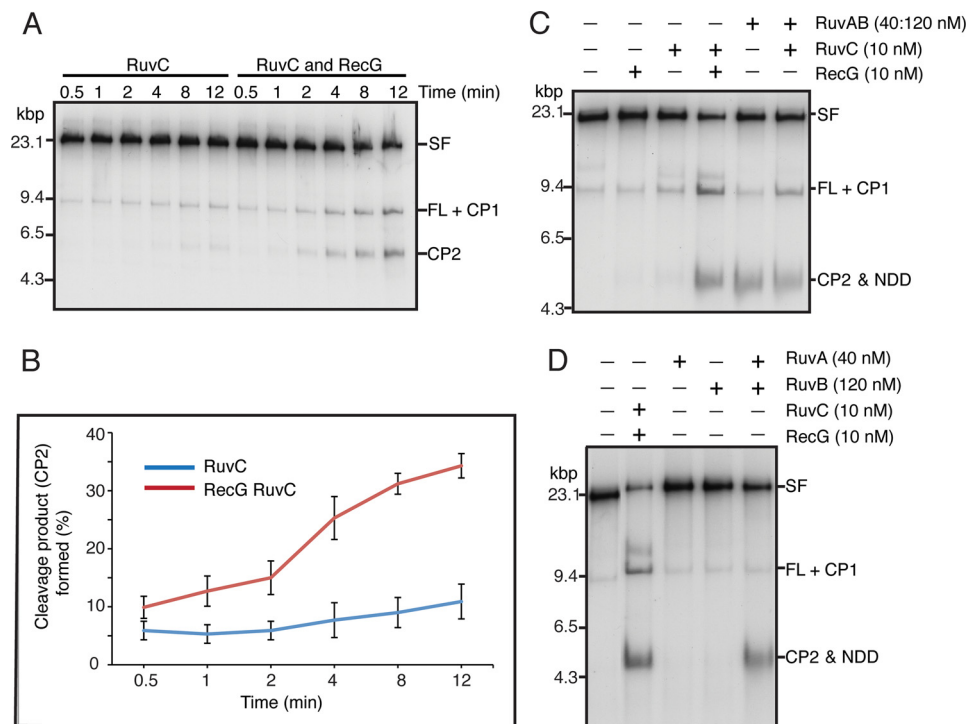 A
RuvC RuvC and RecG
0.5 1 2 4 8 12 0.5 1 2 4 8 12 Time (min)
kbp
23.1
9.4
6.5
4.3
SF
FL + CP1
CP2
B
Cleavage product (CP2)
formed (%)
40
30
20
10
0
RuvC
RecG RuvC
0.5 1 2 4 8 12
Time (min)
C
– – – – + + RuvAB (40:120 nM)
– – + + – + RuvC (10 nM)
– + – + – – RecG (10 nM)
kbp
23.1
9.4
6.5
4.3
SF
FL + CP1
CP2 & NDD
D
– – + – + RuvA (40 nM)
– – – + + RuvB (120 nM)
– + – – – RuvC (10 nM)
– + – – – RecG (10 nM)
kbp
23.1
9.4
6.5
4.3
SF
FL + CP1
CP2 & NDD